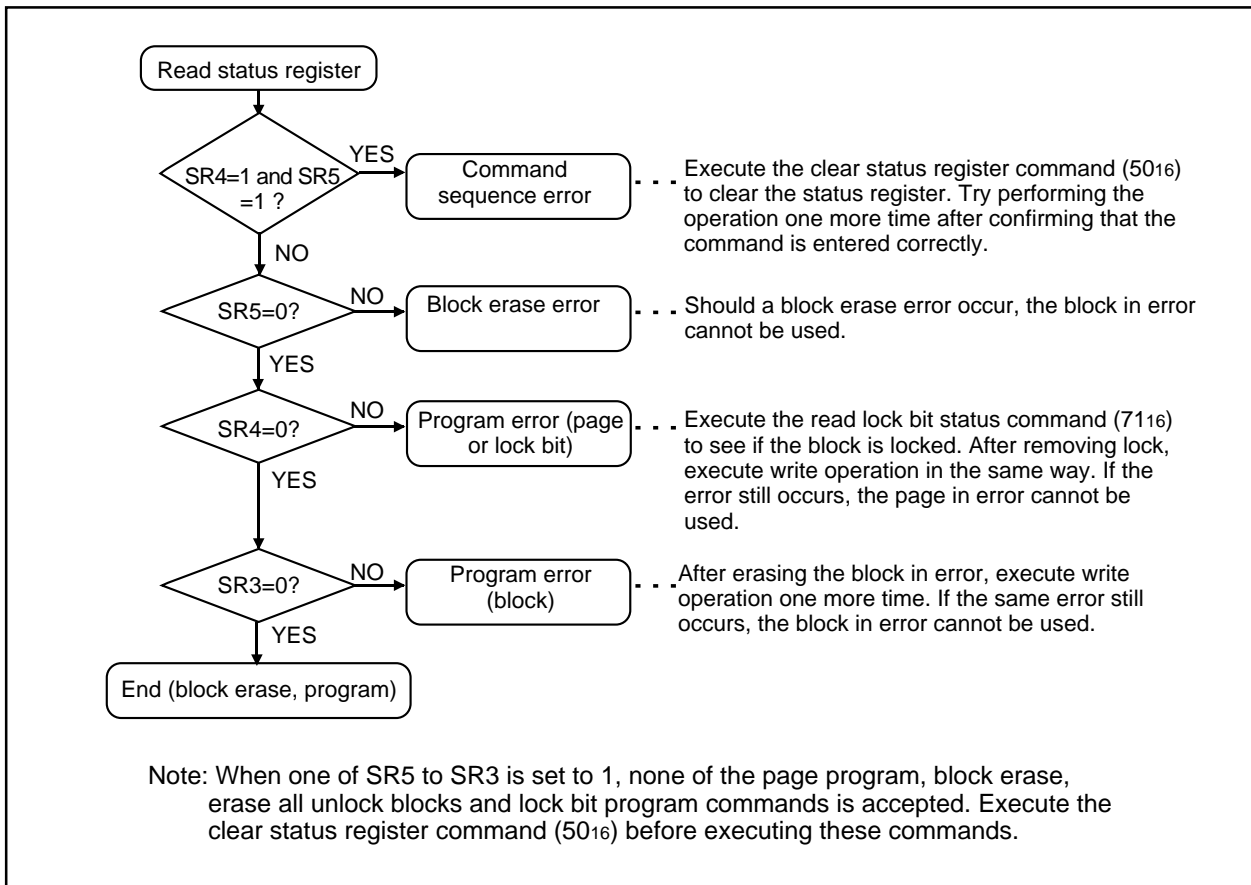 Read status register
SR4=1 and SR5
=1 ?
YES
Command
sequence error
Execute the clear status register command (5016)
to clear the status register. Try performing the
operation one more time after confirming that the
command is entered correctly.
NO
SR5=0?
NO
Block erase error
Should a block erase error occur, the block in error
cannot be used.
YES
SR4=0?
NO
Program error (page
or lock bit)
Execute the read lock bit status command (7116)
to see if the block is locked. After removing lock,
execute write operation in the same way. If the
error still occurs, the page in error cannot be
used.
YES
SR3=0?
NO
Program error
(block)
After erasing the block in error, execute write
operation one more time. If the same error still
occurs, the block in error cannot be used.
YES
End (block erase, program)
Note: When one of SR5 to SR3 is set to 1, none of the page program, block erase,
erase all unlock blocks and lock bit program commands is accepted. Execute the
clear status register command (5016) before executing these commands.